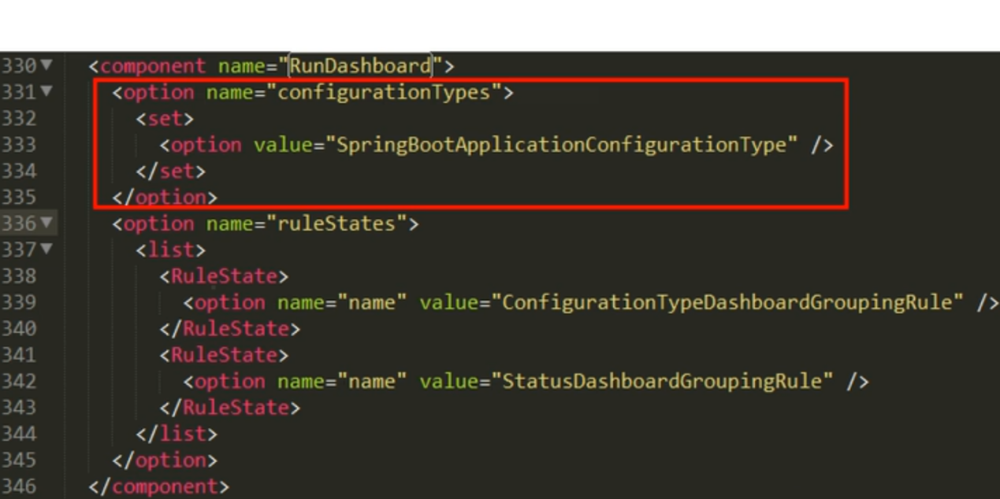 330 <component name="RunDashboard">
331 <option name="configurationTypes">
332 <set>
333 <option value="SpringBootApplicationConfigurationType" />
334 </set>
335 </option>
336 <option name="ruleStates">
337 <list>
338 <RuleState>
339 <option name="name" value="ConfigurationTypeDashboardGroupingRule" />
340 </RuleState>
341 <RuleState>
342 <option name="name" value="StatusDashboardGroupingRule" />
343 </RuleState>
344 </list>
345 </option>
346 </component>